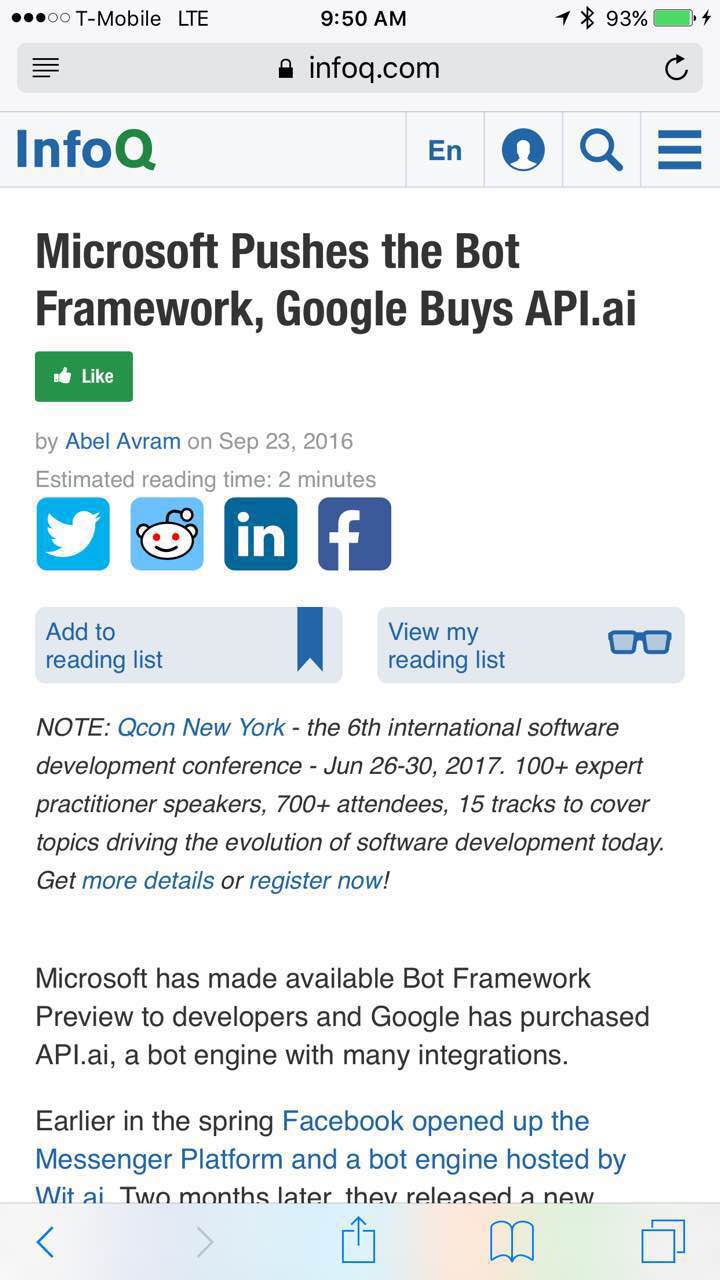 T-Mobile LTE 9:50 AM 93%
infoq.com
InfoQ En
Microsoft Pushes the Bot
Framework, Google Buys API.ai
Like
by Abel Avram on Sep 23, 2016
Estimated reading time: 2 minutes
in f
Add to
reading list
View my
reading list
NOTE: Qcon New York - the 6th international software
development conference - Jun 26-30, 2017. 100+ expert
practitioner speakers, 700+ attendees, 15 tracks to cover
topics driving the evolution of software development today.
Get more details or register now!
Microsoft has made available Bot Framework
Preview to developers and Google has purchased
API.ai, a bot engine with many integrations.
Earlier in the spring Facebook opened up the
Messenger Platform and a bot engine hosted by
Wit.ai. Two months later, they released a new